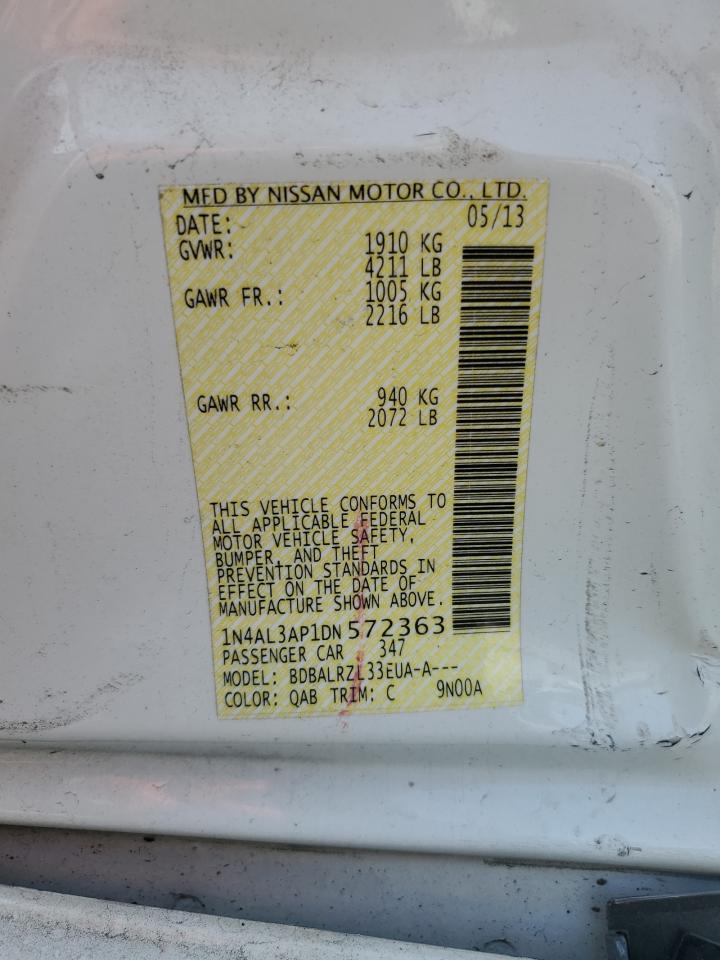 MFD BY NISSAN MOTOR CO., LTD.
DATE: 05/13
GVWR: 1910 KG
4211 LB
GAWR FR.: 1005 KG
2216 LB
GAWR RR.: 940 KG
2072 LB
THIS VEHICLE CONFORMS TO
ALL APPLICABLE FEDERAL
MOTOR VEHICLE SAFETY,
BUMPER, AND THEFT
PREVENTION STANDARDS IN
EFFECT ON THE DATE OF
MANUFACTURE SHOWN ABOVE.
1N4AL3AP1DN572363
PASSENGER CAR 347
MODEL: BDBALRZL33EUA-A---
COLOR: QAB TRIM: C 9N00A